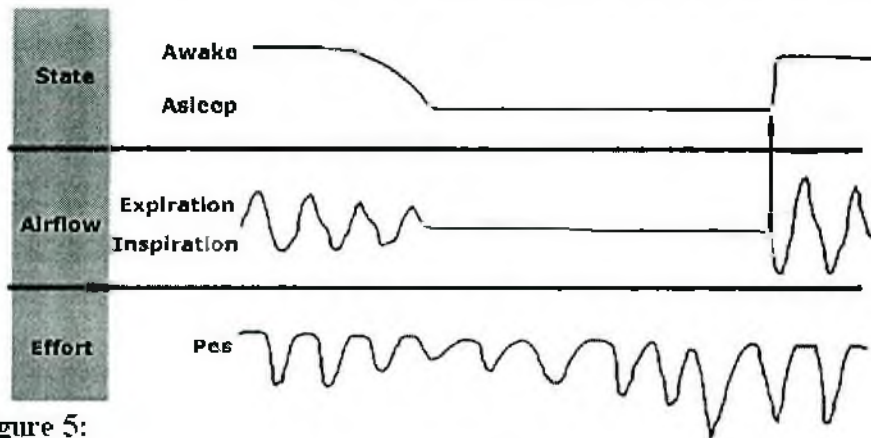 Awake
State
Asleep
Expiration
Airflow
Inspiration
Effort Pes
gure 5: